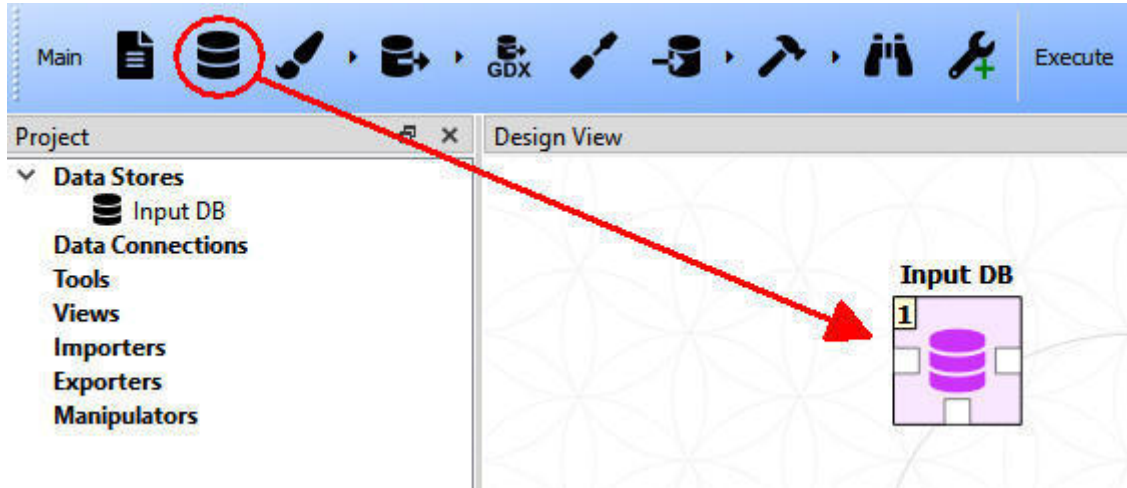 Main
GDX
Execute
Project
Design View
Data Stores
Input DB
Data Connections
Tools
Views
Importers
Exporters
Manipulators
Input DB
1